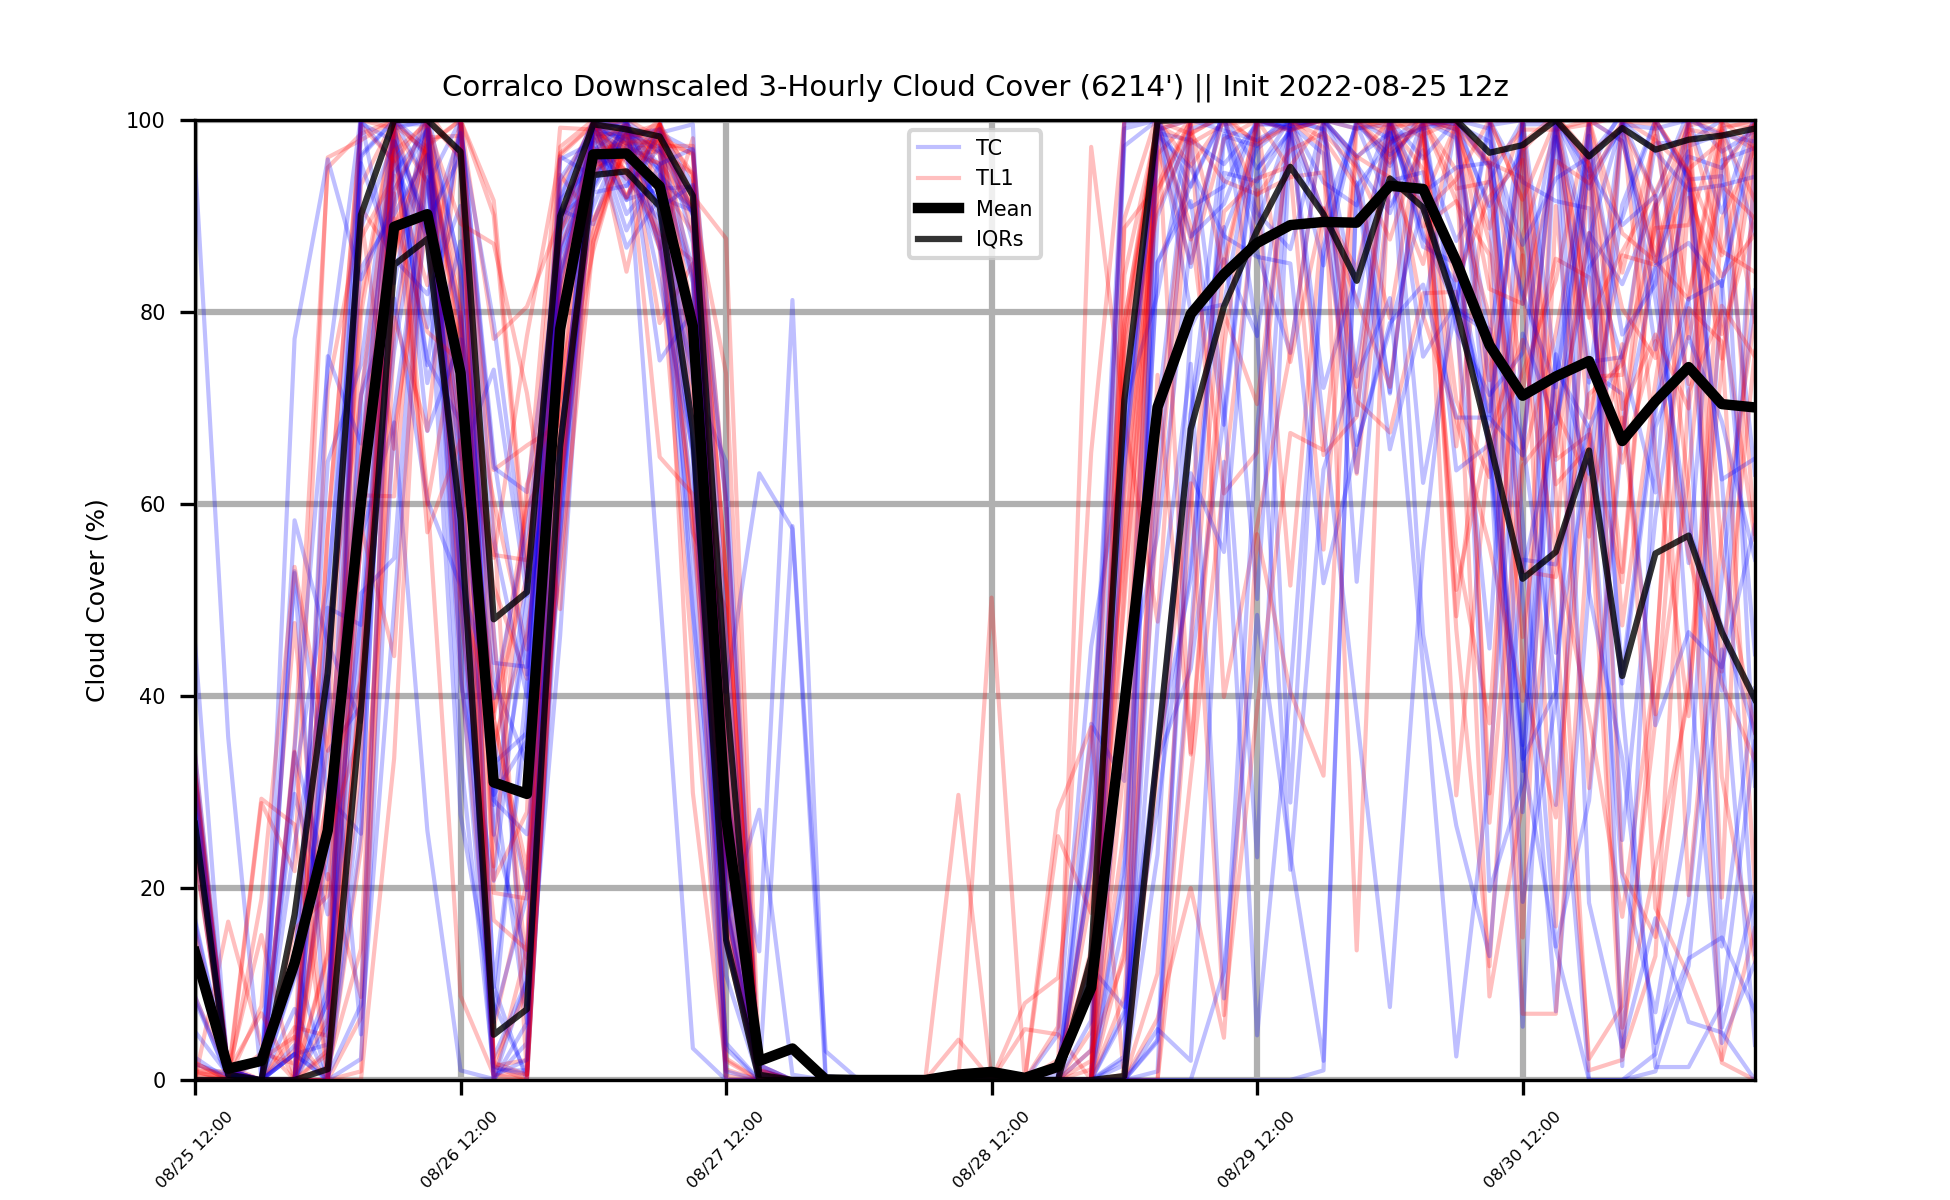 Corralco Downscaled 3-Hourly Cloud Cover (6214') || Init 2022-08-25 12z
TC
TL1
Mean
IQRs
Cloud Cover (%)
100
80
60
40
20
0
08/25 12:00
08/26 12:00
08/27 12:00
08/28 12:00
08/29 12:00
08/30 12:00